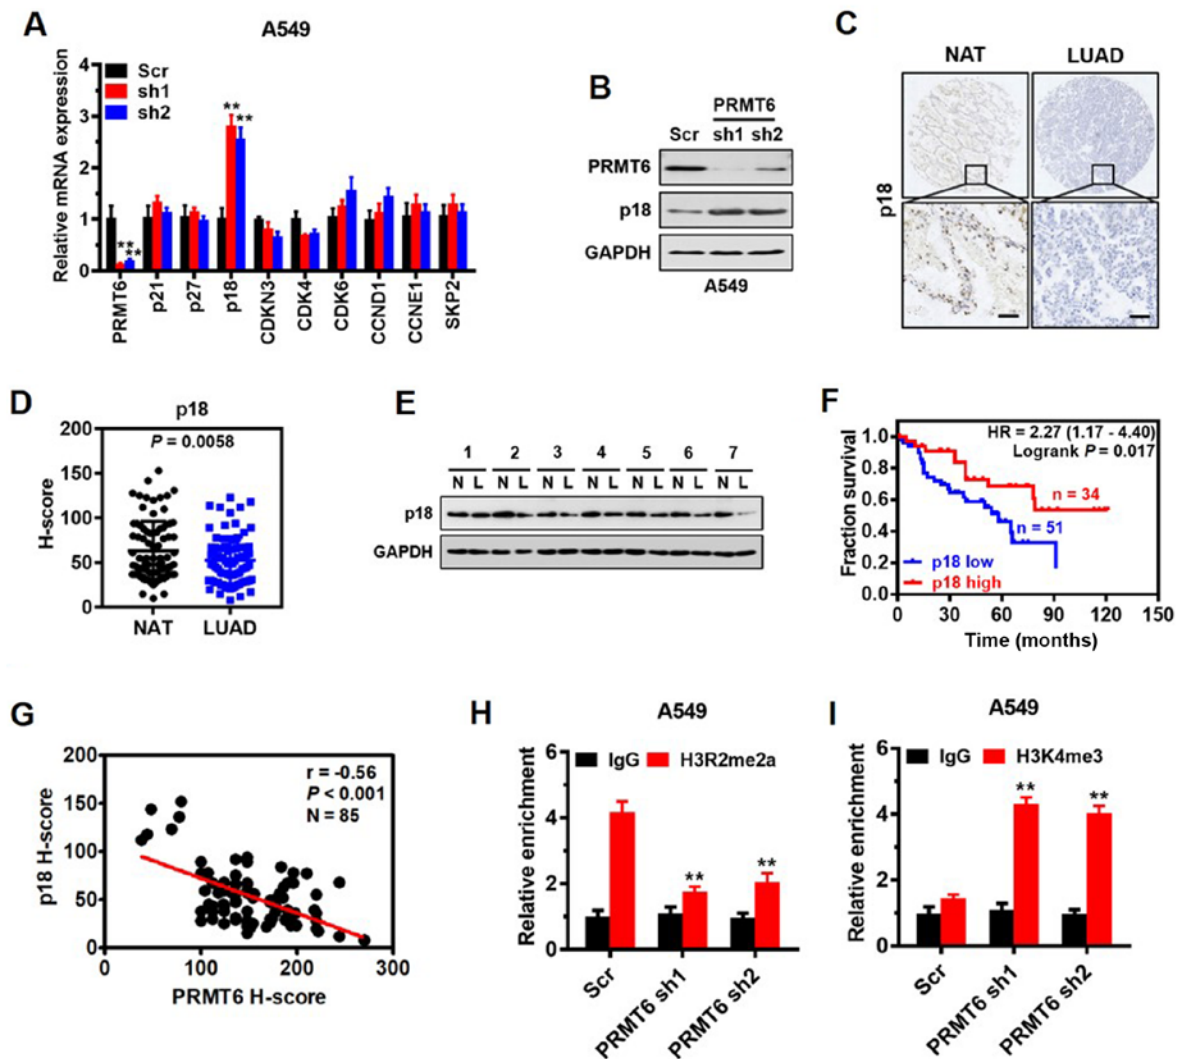 A
A549
Relative mRNA expression
4
3
2
1
0
Scr
sh1
sh2
**
**
**
**
PRMT6
p21
p27
p18
CDKN3
CDK4
CDK6
CCND1
CCNE1
SKP2
B
PRMT6
Scr sh1 sh2
PRMT6
p18
GAPDH
A549
C
NAT LUAD
p18
D
p18
H-score
200
150
100
50
0
P = 0.0058
NAT LUAD
E
1 2 3 4 5 6 7
N L N L N L N L N L N L N L
p18
GAPDH
F
Fraction survival
1.0
0.8
0.6
0.4
0.2
0.0
HR = 2.27 (1.17 - 4.40)
Logrank P = 0.017
n = 34
n = 51
p18 low
p18 high
0 30 60 90 120 150
Time (months)
G
p18 H-score
200
150
100
50
0
r = -0.56
P < 0.001
N = 85
0 100 200 300
PRMT6 H-score
H
A549
Relative enrichment
6
4
2
0
IgG H3R2me2a
**
**
Scr
PRMT6 sh1
PRMT6 sh2
I
A549
Relative enrichment
6
4
2
0
IgG H3K4me3
**
**
Scr
PRMT6 sh1
PRMT6 sh2